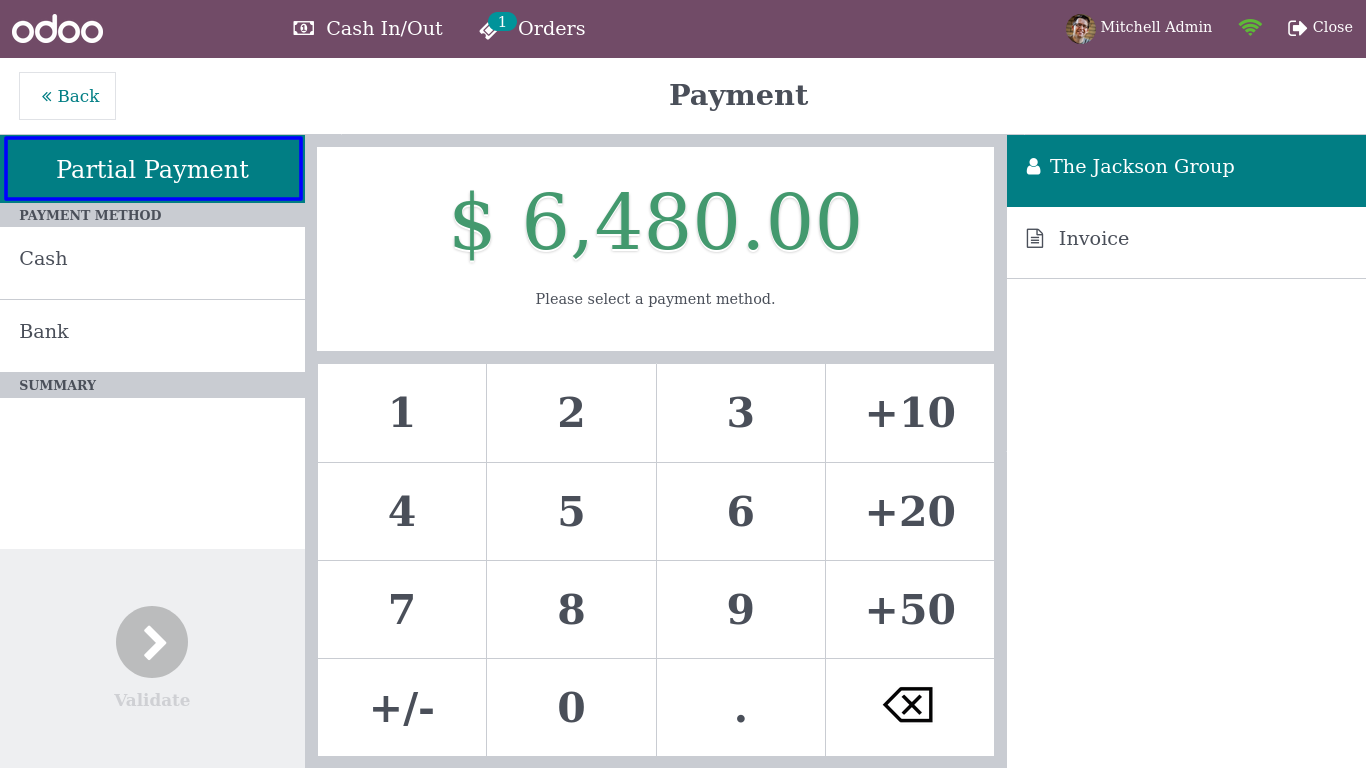 odoo
Cash In/Out
1
Orders
Mitchell Admin
Close
Back
Payment
Partial Payment
PAYMENT METHOD
Cash
Bank
SUMMARY
Validate
$ 6,480.00
Please select a payment method.
1 2 3 +10
4 5 6 +20
7 8 9 +50
+/- 0 .
The Jackson Group
Invoice